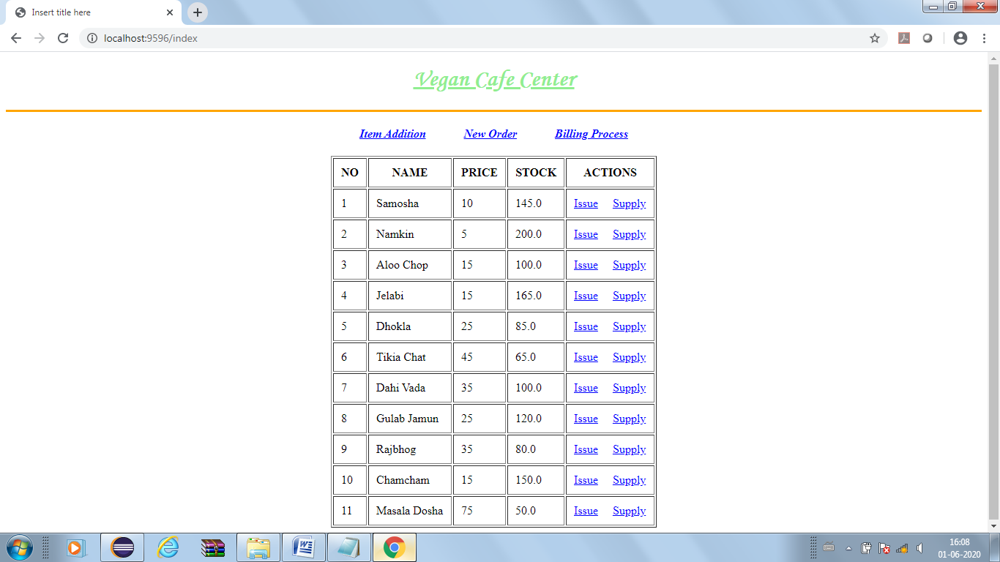 Insert title here
localhost:9596/index
Vegan Cafe Center
Item Addition New Order Billing Process
NO NAME PRICE STOCK ACTIONS
1 Samosha 10 145.0 Issue Supply
2 Namkin 5 200.0 Issue Supply
3 Aloo Chop 15 100.0 Issue Supply
4 Jelabi 15 165.0 Issue Supply
5 Dhokla 25 85.0 Issue Supply
6 Tikia Chat 45 65.0 Issue Supply
7 Dahi Vada 35 100.0 Issue Supply
8 Gulab Jamun 25 120.0 Issue Supply
9 Rajbhog 35 80.0 Issue Supply
10 Chamcham 15 150.0 Issue Supply
11 Masala Dosha 75 50.0 Issue Supply
16:08
01-06-2020